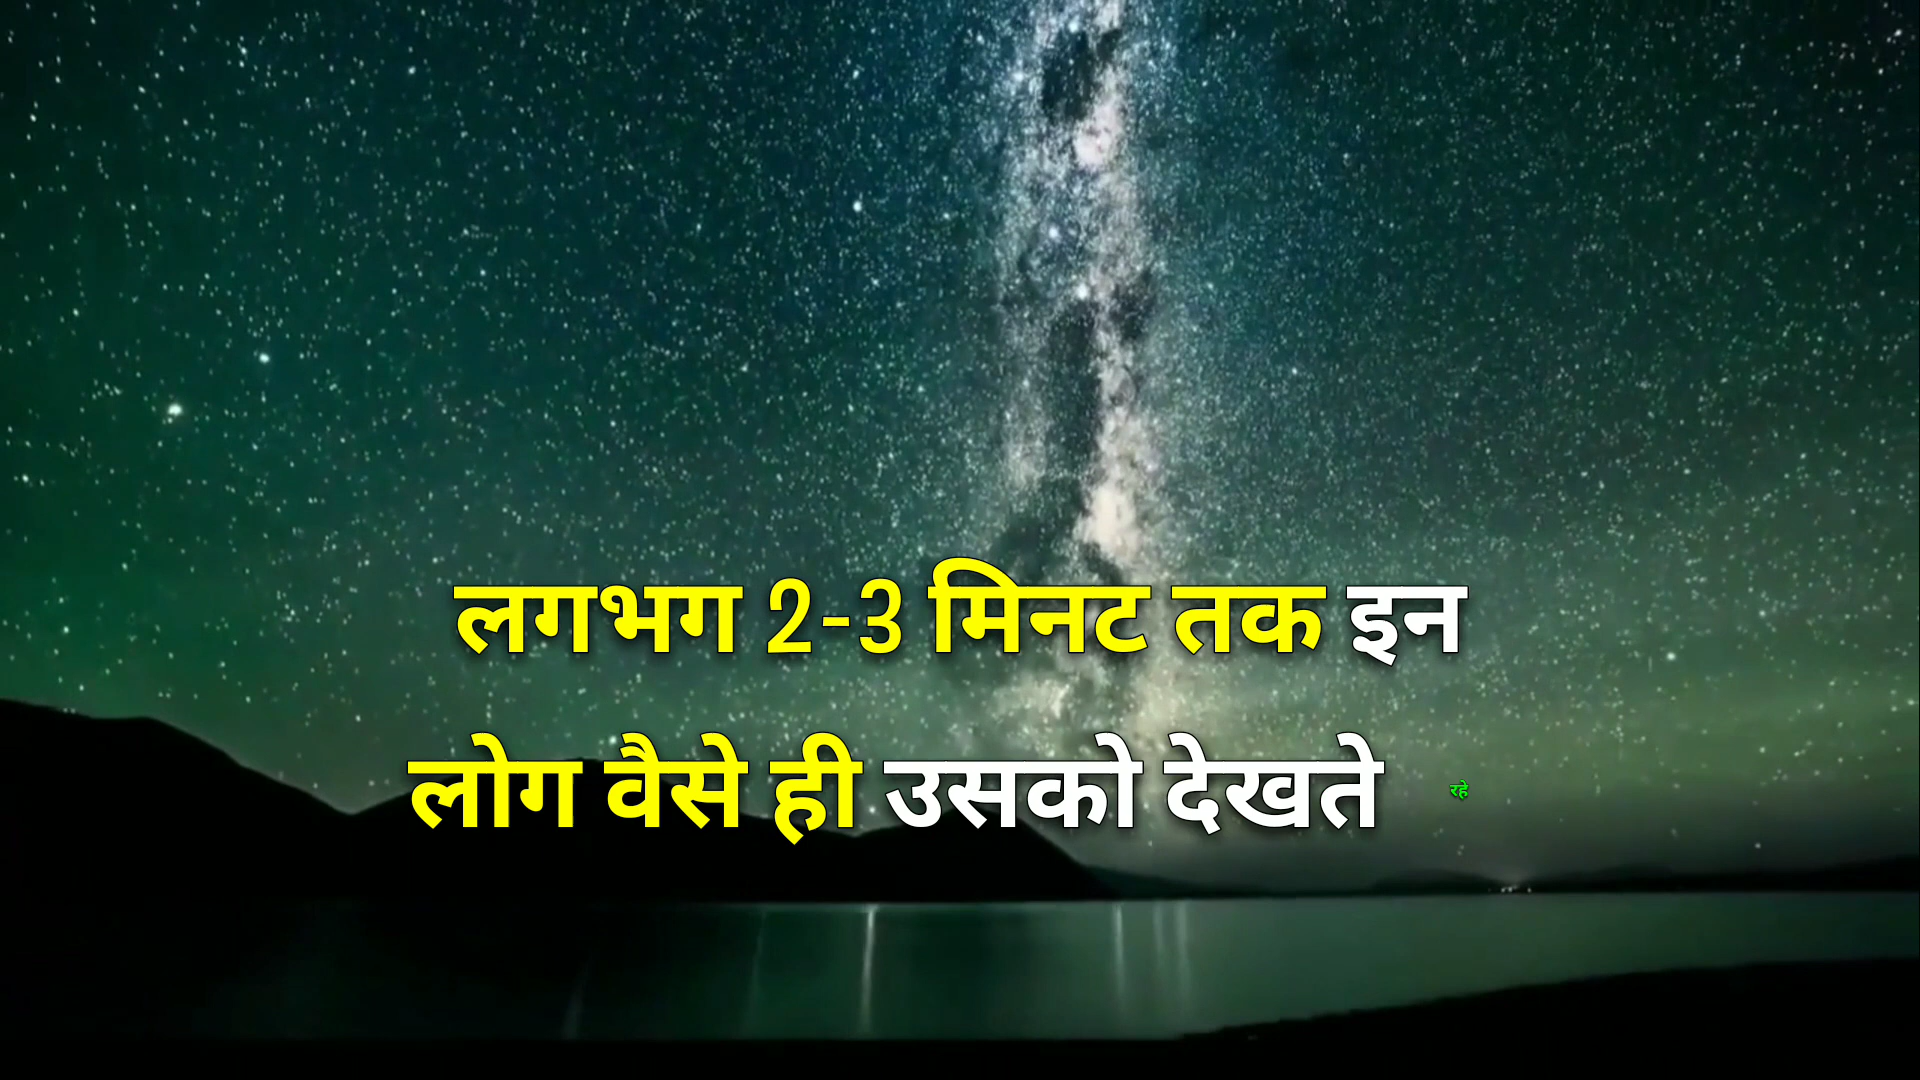 लगभग 2-3 मिनट तक इन
लोग वैसे ही उसको देखते रहे